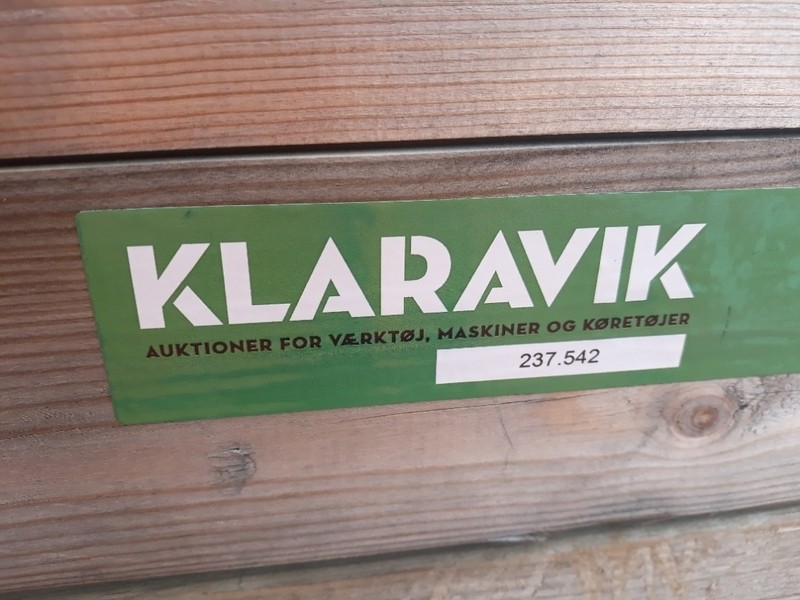 KLARAVIK
AUKTIONER FOR VÆRKTØJ, MASKINER OG KØRETØJER
237.542